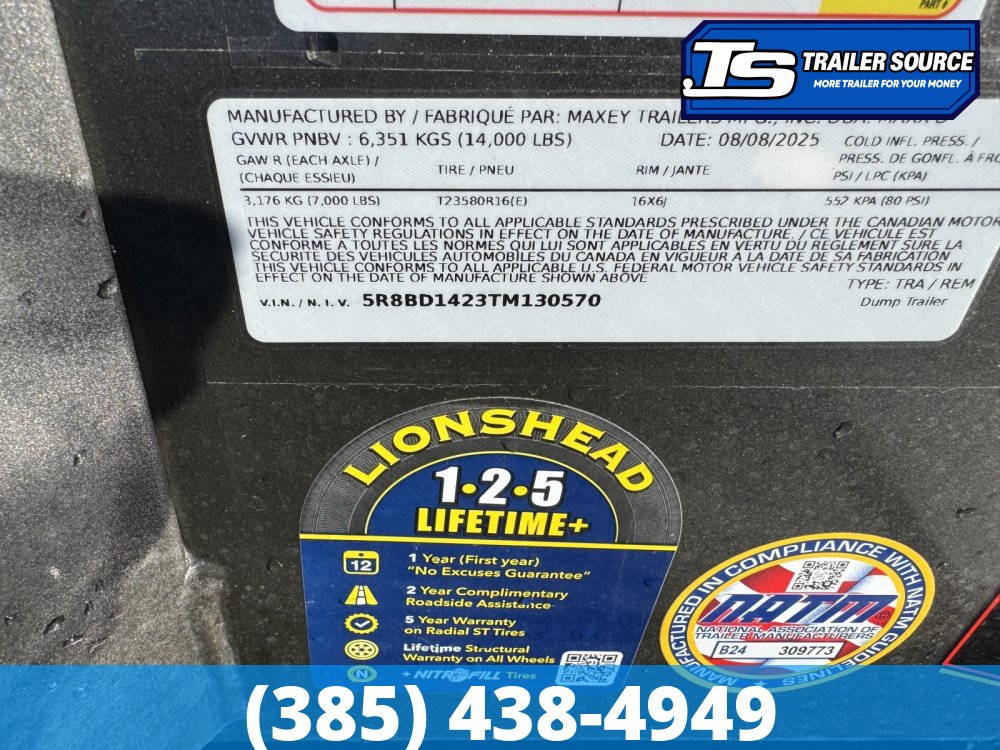 PART #
TS TRAILER SOURCE
MORE TRAILER FOR YOUR MONEY
MANUFACTURED BY / FABRIQUÉ PAR: MAXEY TRAILERS MFG., INC. DBA:
GVWR PNBV : 6,351 KGS (14,000 LBS) DATE: 08/08/2025 COLD INFL. PRESS. /
GAW R (EACH AXLE) / TIRE / PNEU RIM / JANTE PRESS. DE GONFL. À
(CHAQUE ESSIEU) PSI / LPC (KPA)
3,176 KG (7,000 LBS) T23580R16(E) 16X6J 552 KPA (80 PSI)
THIS VEHICLE CONFORMS TO ALL APPLICABLE STANDARDS PRESCRIBED UNDER THE CANADIAN MOTOR
VEHICLE SAFETY REGULATIONS IN EFFECT ON THE DATE OF MANUFACTURE. / CE VEHICULE EST
CONFORME A TOUTES LES NORMES QUI LUI SONT APPLICABLES EN VERTU DU REGLEMENT SURE LA
SECURITE DES VEHICULES AUTOMOBILES DU CANADA EN VIGUEUR A LA DATE DE SA FABRICATION
THIS VEHICLE CONFORMS TO ALL APPLICABLE U.S. FEDERAL MOTOR VEHICLE SAFETY STANDARDS IN
EFFECT ON THE DATE OF MANUFACTURE SHOWN ABOVE
TYPE: TRA / REM
V.I.N. / N. I. V. 5R8BD1423TM130570 Dump Trailer
LIONSHEAD
1•2•5
LIFETIME+
12
1 Year (First year)
"No Excuses Guarantee"
2 Year Complimentary
Roadside Assistance
5 Year Warranty
on Radial ST Tires
Lifetime Structural
Warranty on All Wheels
N + NITROFILL Tires
MANUFACTURED IN COMPLIANCE WITH NATM GUIDELINES
NATM
NATIONAL ASSOCIATION OF
TRAILER MANUFACTURERS
B24 309773
(385) 438-4949